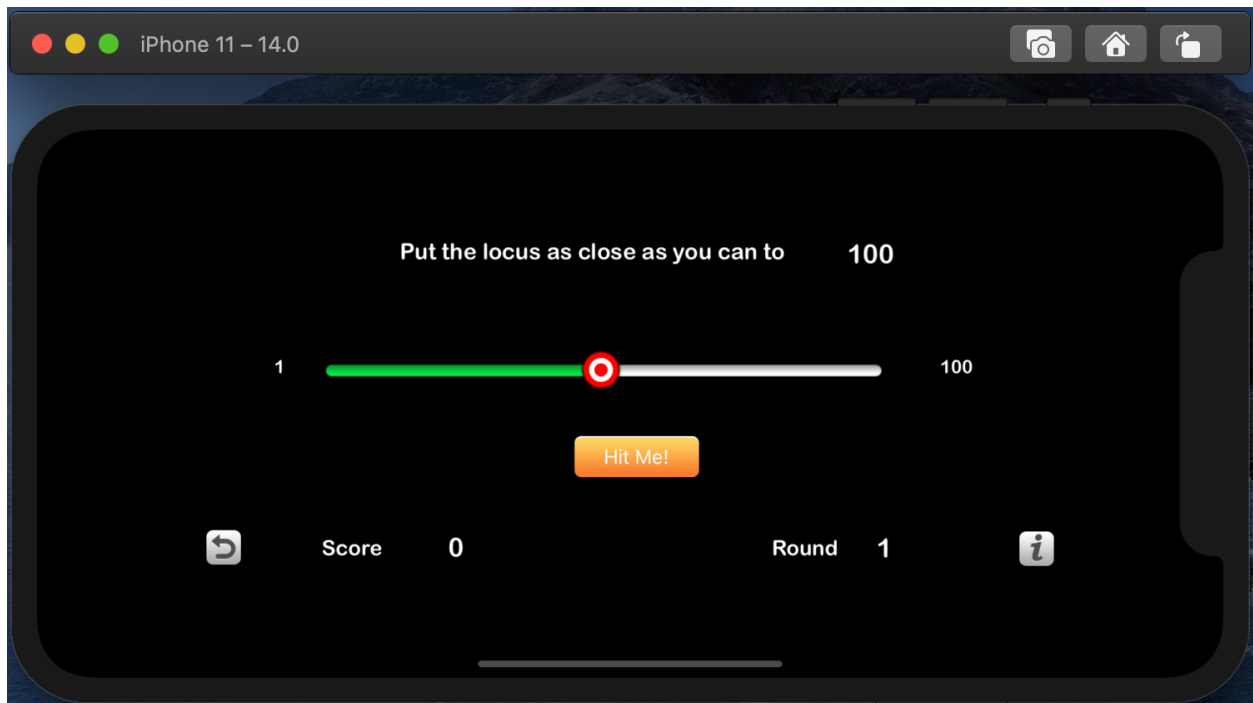 iPhone 11 – 14.0
Put the locus as close as you can to 100
1 100
Hit Me!
Score 0 Round 1 i